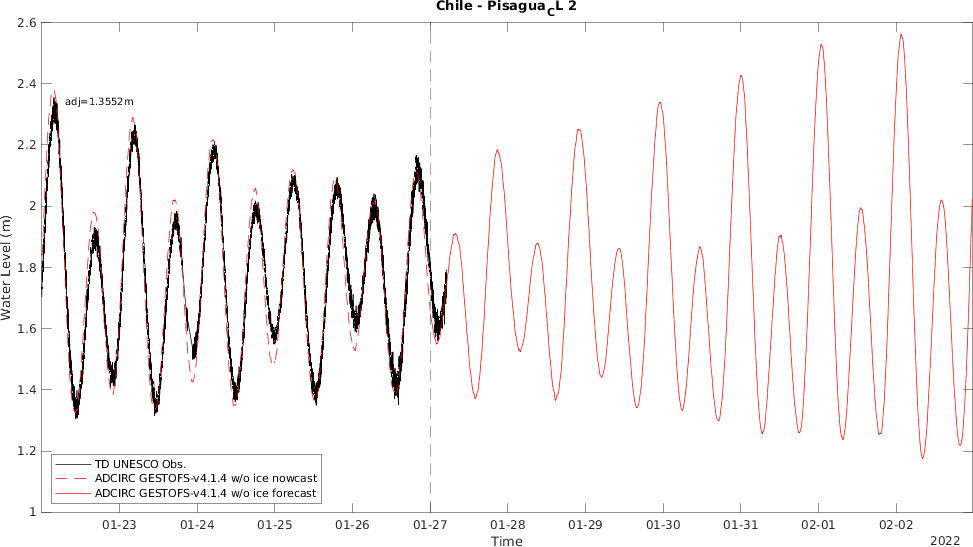 Chile - Pisagua_CL 2
2.6
2.4
2.2
2
1.8
1.6
1.4
1.2
1
Water Level (m)
adj=1.3552m
TD UNESCO Obs.
ADCIRC GESTOFS-v4.1.4 w/o ice nowcast
ADCIRC GESTOFS-v4.1.4 w/o ice forecast
01-23 01-24 01-25 01-26 01-27 01-28 01-29 01-30 01-31 02-01 02-02
Time
2022